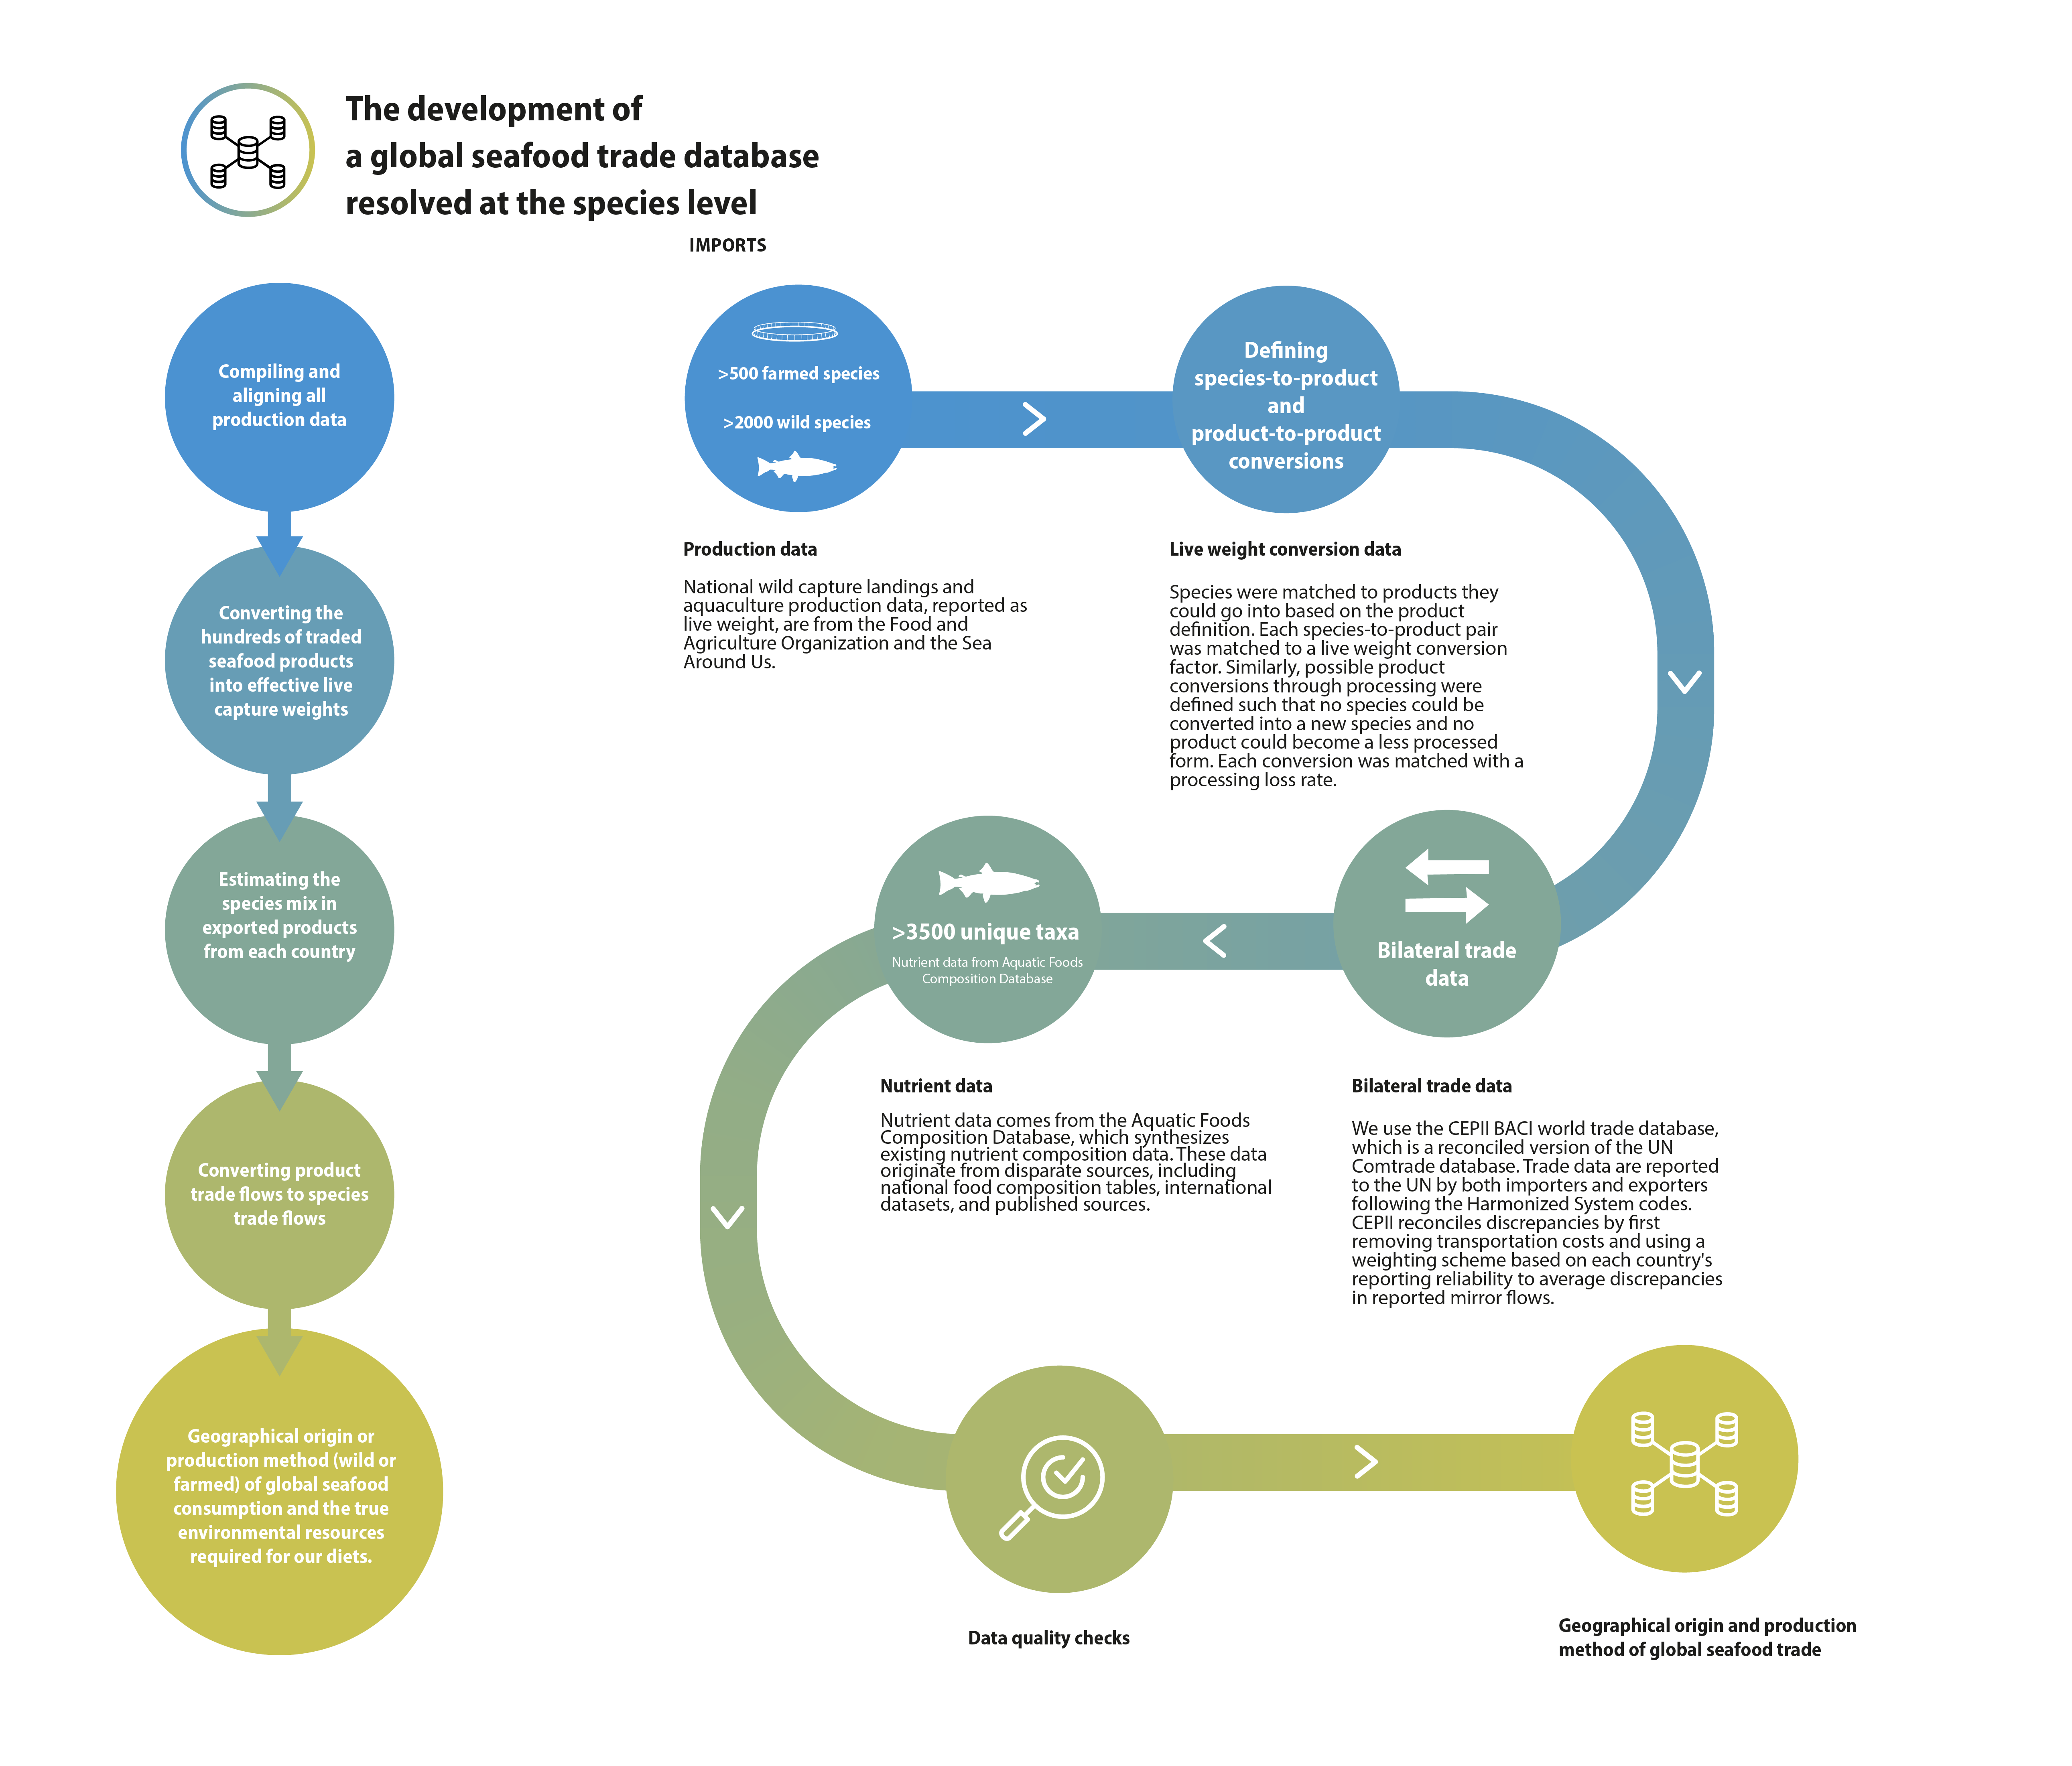 The development of
a global seafood trade database
resolved at the species level
IMPORTS
Compiling and
aligning all
production data
Converting the
hundreds of traded
seafood products
into effective live
capture weights
Estimating the
species mix in
exported products
from each country
Converting product
trade flows to species
trade flows
Geographical origin or
production method (wild or
farmed) of global seafood
consumption and the true
environmental resources
required for our diets.
>500 farmed species
>2000 wild species
Production data
National wild capture landings and
aquaculture production data, reported as
live weight, are from the Food and
Agriculture Organization and the Sea
Around Us.
Defining
species-to-product
and
product-to-product
conversions
Live weight conversion data
Species were matched to products they
could go into based on the product
definition. Each species-to-product pair
was matched to a live weight conversion
factor. Similarly, possible product
conversions through processing were
defined such that no species could be
converted into a new species and no
product could become a less processed
form. Each conversion was matched with a
processing loss rate.
Bilateral trade
data
Bilateral trade data
We use the CEPII BACI world trade database,
which is a reconciled version of the UN
Comtrade database. Trade data are reported
to the UN by both importers and exporters
following the Harmonized System codes.
CEPII reconciles discrepancies by first
removing transportation costs and using a
weighting scheme based on each country's
reporting reliability to average discrepancies
in reported mirror flows.
>3500 unique taxa
Nutrient data from Aquatic Foods
Composition Database
Nutrient data
Nutrient data comes from the Aquatic Foods
Composition Database, which synthesizes
existing nutrient composition data. These data
originate from disparate sources, including
national food composition tables, international
datasets, and published sources.
Data quality checks
Geographical origin and production
method of global seafood trade